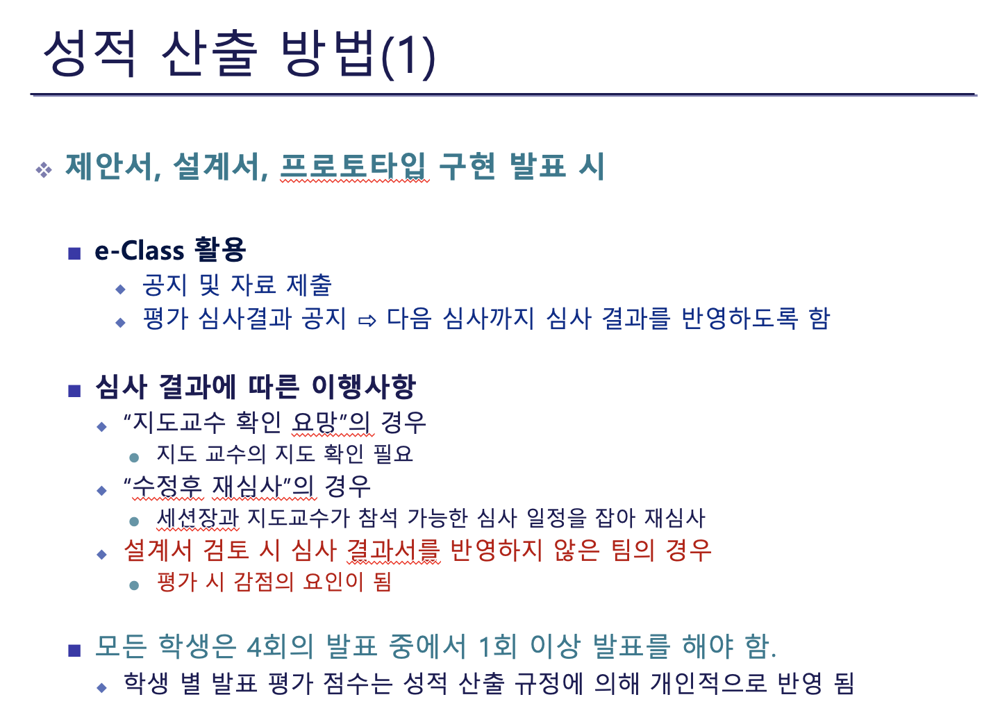 성적 산출 방법(1)
제안서, 설계서, 프로토타입 구현 발표 시
e-Class 활용
공지 및 자료 제출
평가 심사결과 공지 ⇨ 다음 심사까지 심사 결과를 반영하도록 함
심사 결과에 따른 이행사항
“지도교수 확인 요망”의 경우
지도 교수의 지도 확인 필요
“수정후 재심사”의 경우
세션장과 지도교수가 참석 가능한 심사 일정을 잡아 재심사
설계서 검토 시 심사 결과서를 반영하지 않은 팀의 경우
평가 시 감점의 요인이 됨
모든 학생은 4회의 발표 중에서 1회 이상 발표를 해야 함.
학생 별 발표 평가 점수는 성적 산출 규정에 의해 개인적으로 반영 됨